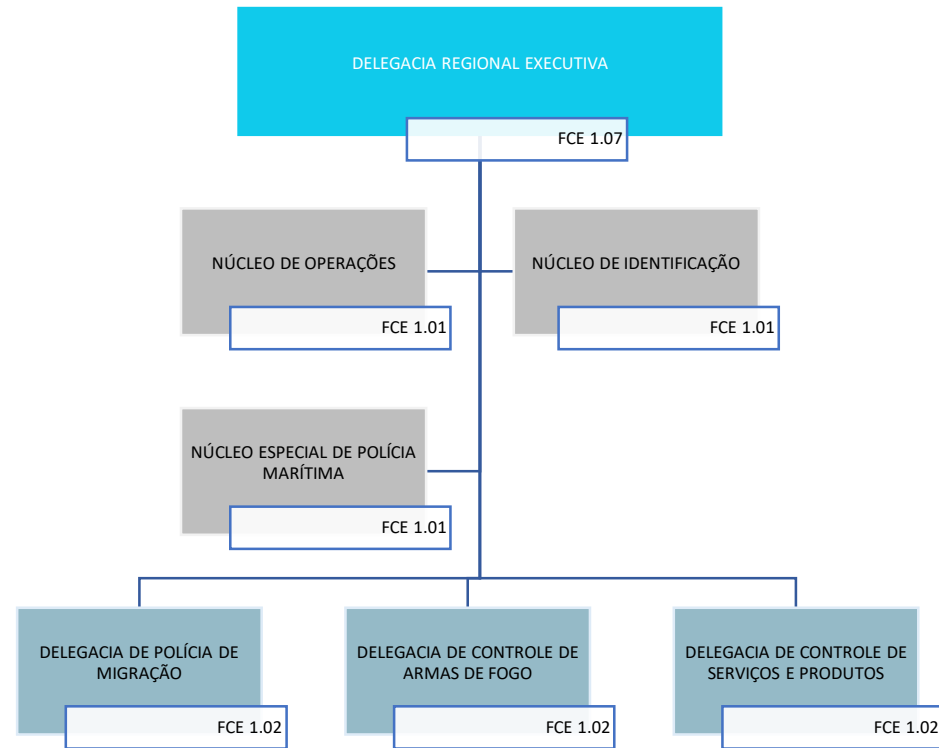 DELEGACIA REGIONAL EXECUTIVA
FCE 1.07
NÚCLEO DE OPERAÇÕES
FCE 1.01
NÚCLEO DE IDENTIFICAÇÃO
FCE 1.01
NÚCLEO ESPECIAL DE POLÍCIA
MARÍTIMA
FCE 1.01
DELEGACIA DE POLÍCIA DE
MIGRAÇÃO
FCE 1.02
DELEGACIA DE CONTROLE DE
ARMAS DE FOGO
FCE 1.02
DELEGACIA DE CONTROLE DE
SERVIÇOS E PRODUTOS
FCE 1.02